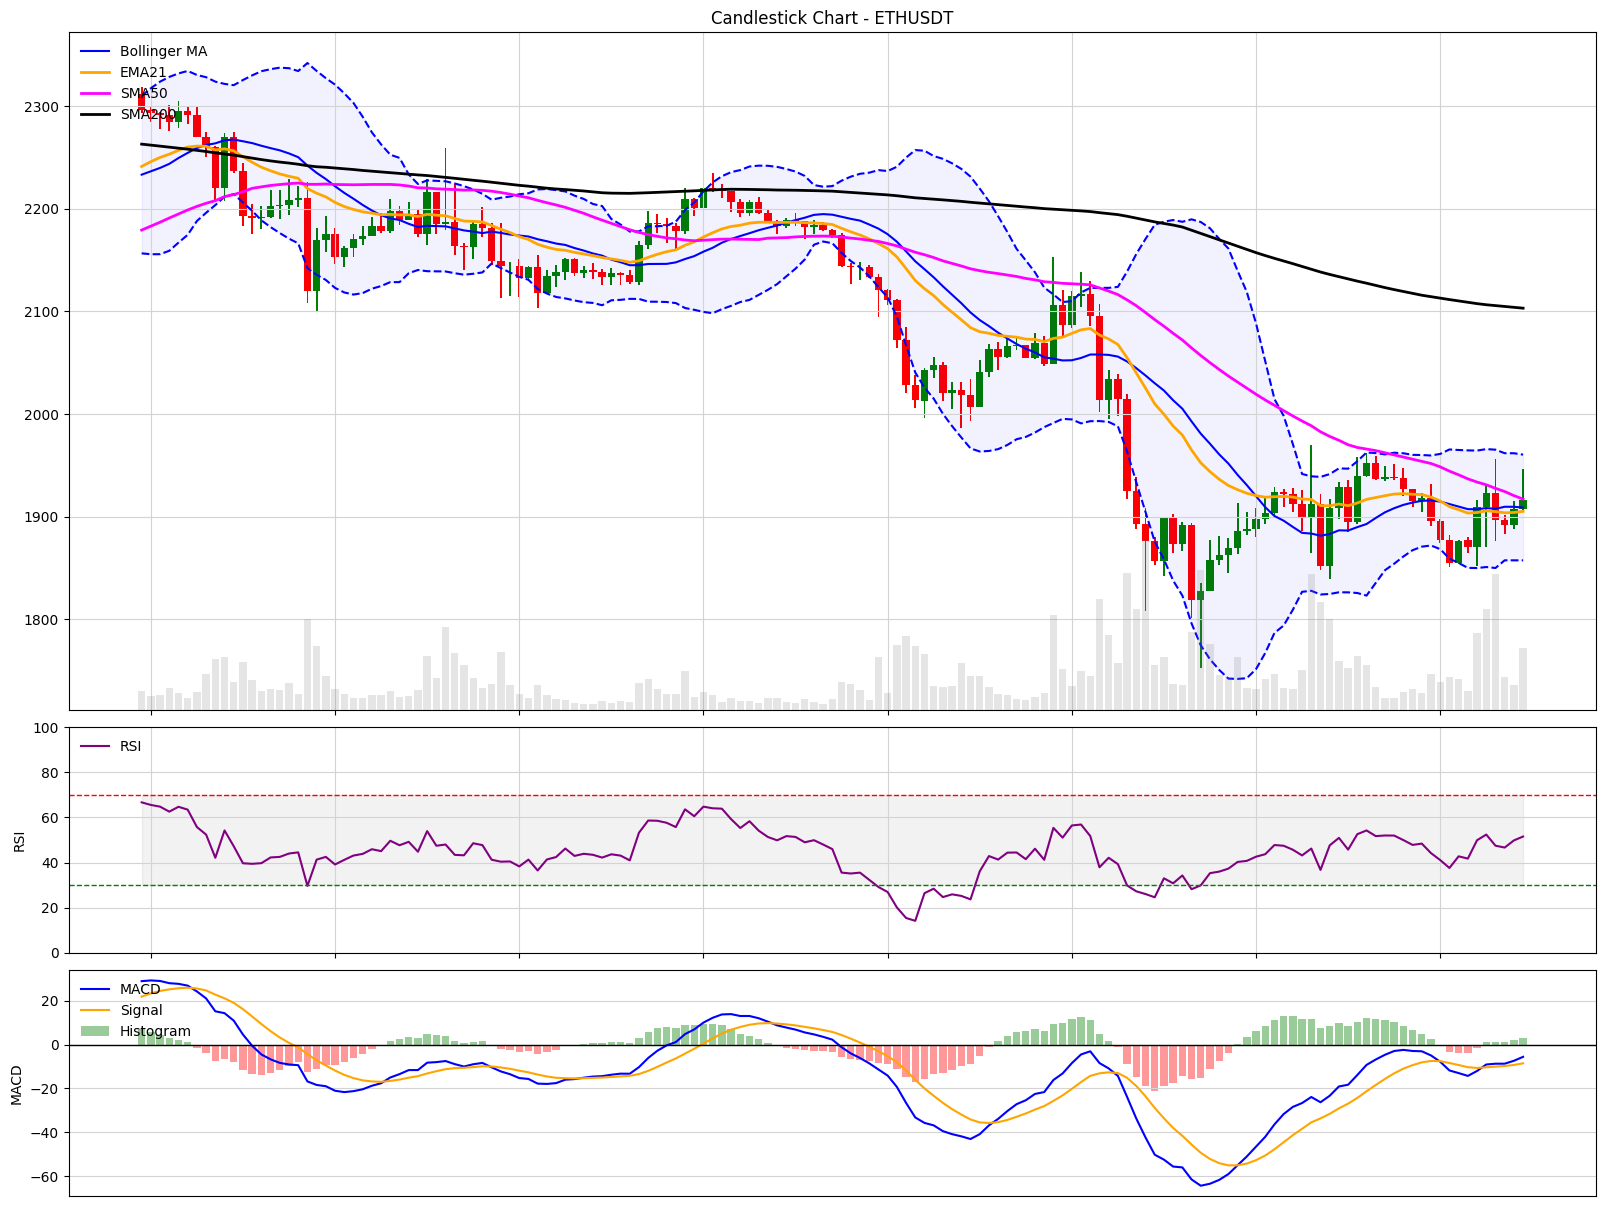 Candlestick Chart - ETHUSDT
Bollinger MA
EMA21
SMA50
SMA200
2300
2200
2100
2000
1900
1800
100
80
60
40
20
0
RSI
RSI
20
0
−20
−40
−60
MACD
MACD
Signal
Histogram